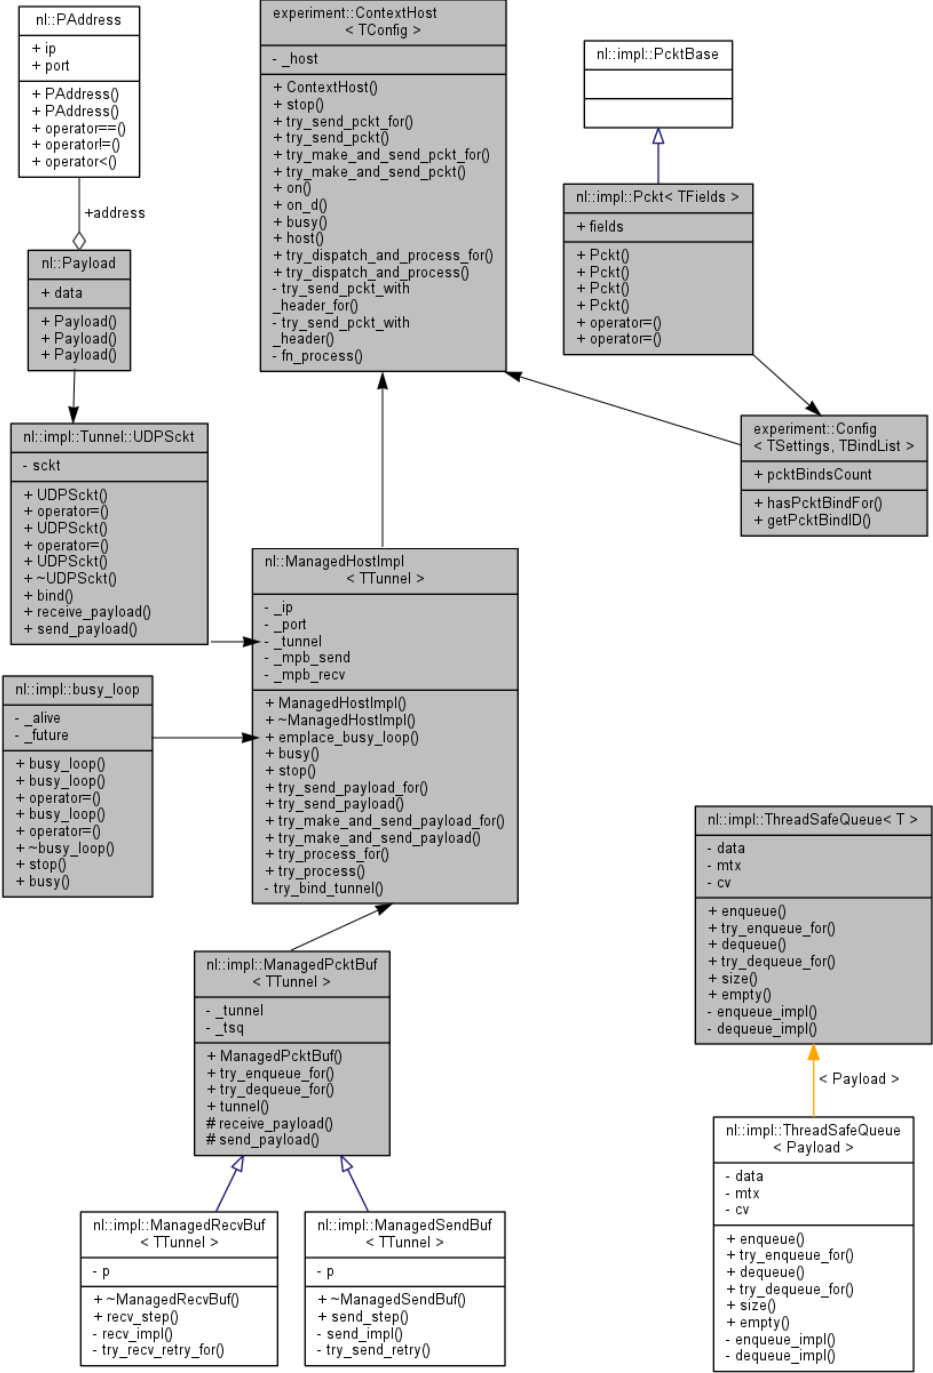 nl::PAddress
+ ip
+ port
+ PAddress()
+ PAddress()
+ operator==()
+ operator!=()
+ operator<()
+address
nl::Payload
+ data
+ Payload()
+ Payload()
+ Payload()
nl::impl::Tunnel::UDPSckt
- sckt
+ UDPSckt()
+ operator=()
+ UDPSckt()
+ operator=()
+ UDPSckt()
+ ~UDPSckt()
+ bind()
+ receive_payload()
+ send_payload()
nl::impl::busy_loop
- _alive
- _future
+ busy_loop()
+ busy_loop()
+ operator=()
+ busy_loop()
+ operator=()
+ ~busy_loop()
+ stop()
+ busy()
experiment::ContextHost
< TConfig >
- _host
+ ContextHost()
+ stop()
+ try_send_pckt_for()
+ try_send_pckt()
+ try_make_and_send_pckt_for()
+ try_make_and_send_pckt()
+ on()
+ on_d()
+ busy()
+ host()
+ try_dispatch_and_process_for()
+ try_dispatch_and_process()
- try_send_pckt_with
_header_for()
- try_send_pckt_with
_header()
- fn_process()
nl::impl::PcktBase
nl::impl::Pckt< TFields >
+ fields
+ Pckt()
+ Pckt()
+ Pckt()
+ Pckt()
+ operator=()
+ operator=()
experiment::Config
< TSettings, TBindList >
+ pcktBindsCount
+ hasPcktBindFor()
+ getPcktBindID()
nl::ManagedHostImpl
< TTunnel >
- _ip
- _port
- _tunnel
- _mpb_send
- _mpb_recv
+ ManagedHostImpl()
+ ~ManagedHostImpl()
+ emplace_busy_loop()
+ busy()
+ stop()
+ try_send_payload_for()
+ try_send_payload()
+ try_make_and_send_payload_for()
+ try_make_and_send_payload()
+ try_process_for()
+ try_process()
- try_bind_tunnel()
nl::impl::ManagedPcktBuf
< TTunnel >
- _tunnel
- _tsq
+ ManagedPcktBuf()
+ try_enqueue_for()
+ try_dequeue_for()
+ tunnel()
# receive_payload()
# send_payload()
nl::impl::ManagedRecvBuf
< TTunnel >
- p
+ ~ManagedRecvBuf()
+ recv_step()
- recv_impl()
- try_recv_retry_for()
nl::impl::ManagedSendBuf
< TTunnel >
- p
+ ~ManagedSendBuf()
+ send_step()
- send_impl()
- try_send_retry()
nl::impl::ThreadSafeQueue< T >
- data
- mtx
- cv
+ enqueue()
+ try_enqueue_for()
+ dequeue()
+ try_dequeue_for()
+ size()
+ empty()
- enqueue_impl()
- dequeue_impl()
< Payload >
nl::impl::ThreadSafeQueue
< Payload >
- data
- mtx
- cv
+ enqueue()
+ try_enqueue_for()
+ dequeue()
+ try_dequeue_for()
+ size()
+ empty()
- enqueue_impl()
- dequeue_impl()